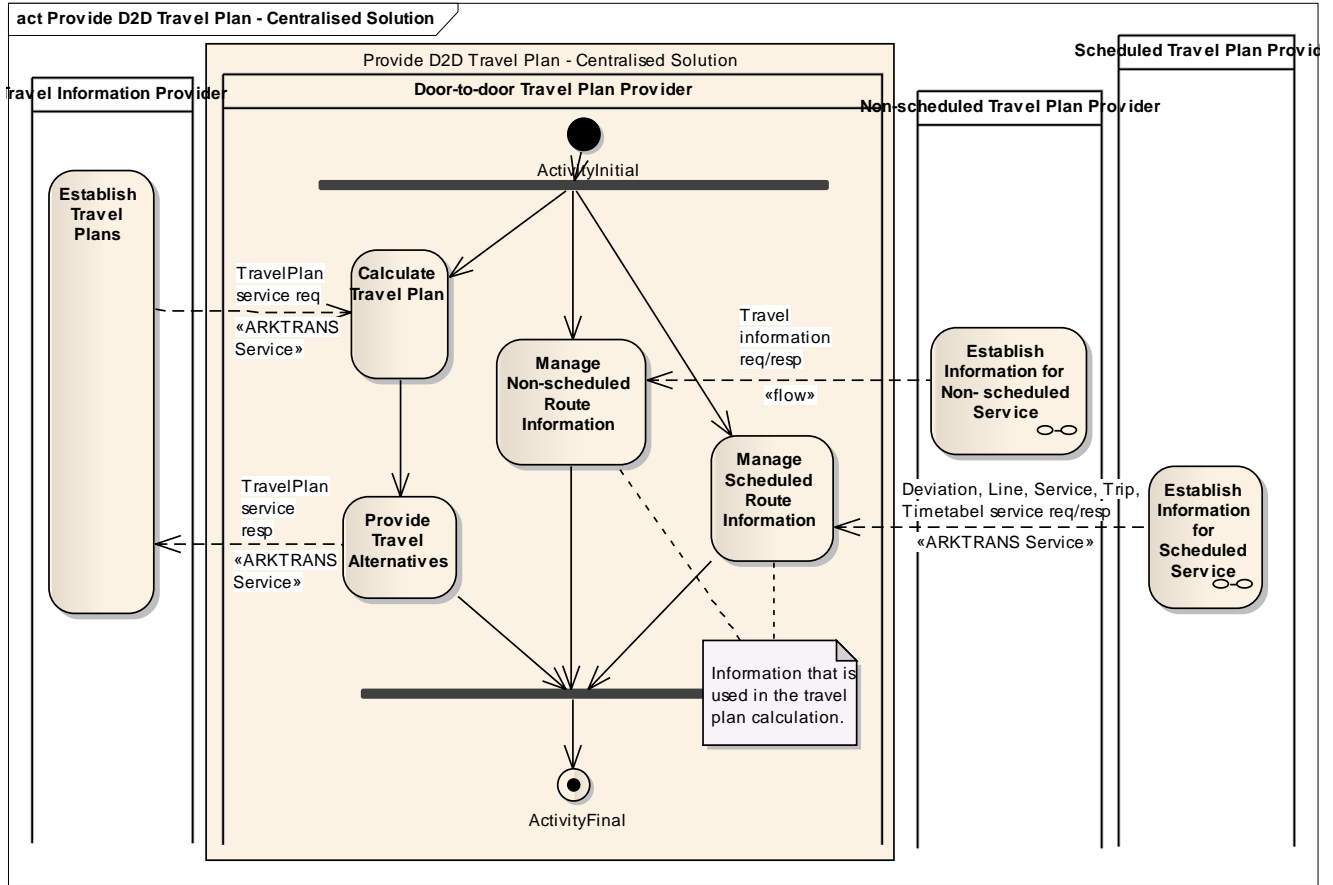 act Provide D2D Travel Plan - Centralised Solution
Scheduled Travel Plan Provid
Provide D2D Travel Plan - Centralised Solution
Travel Information Provider
Door-to-door Travel Plan Provider
Non-scheduled Travel Plan Provider
ActivityInitial
Establish
Travel
Plans
TravelPlan
service req
«ARKTRANS
Service»
Calculate
Travel Plan
Travel
information
req/resp
«flow»
Manage
Non-scheduled
Route
Information
Establish
Information for
Non- scheduled
Service
Manage
Scheduled
Route
Information
Deviation, Line, Service, Trip,
Timetabel service req/resp
«ARKTRANS Service»
Establish
Information
for
Scheduled
Service
TravelPlan
service
resp
«ARKTRANS
Service»
Provide
Travel
Alternatives
Information that is
used in the travel
plan calculation.
ActivityFinal